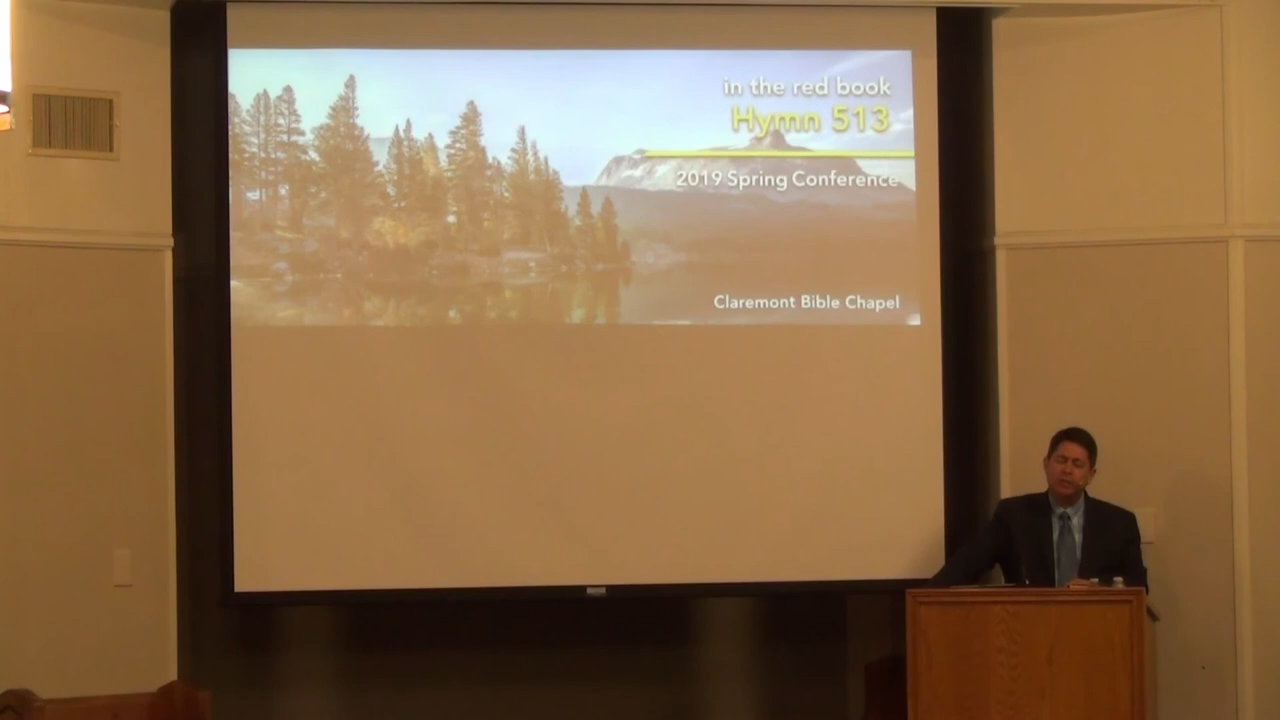 in the red book
Hymn 513
2019 Spring Conference
Claremont Bible Chapel